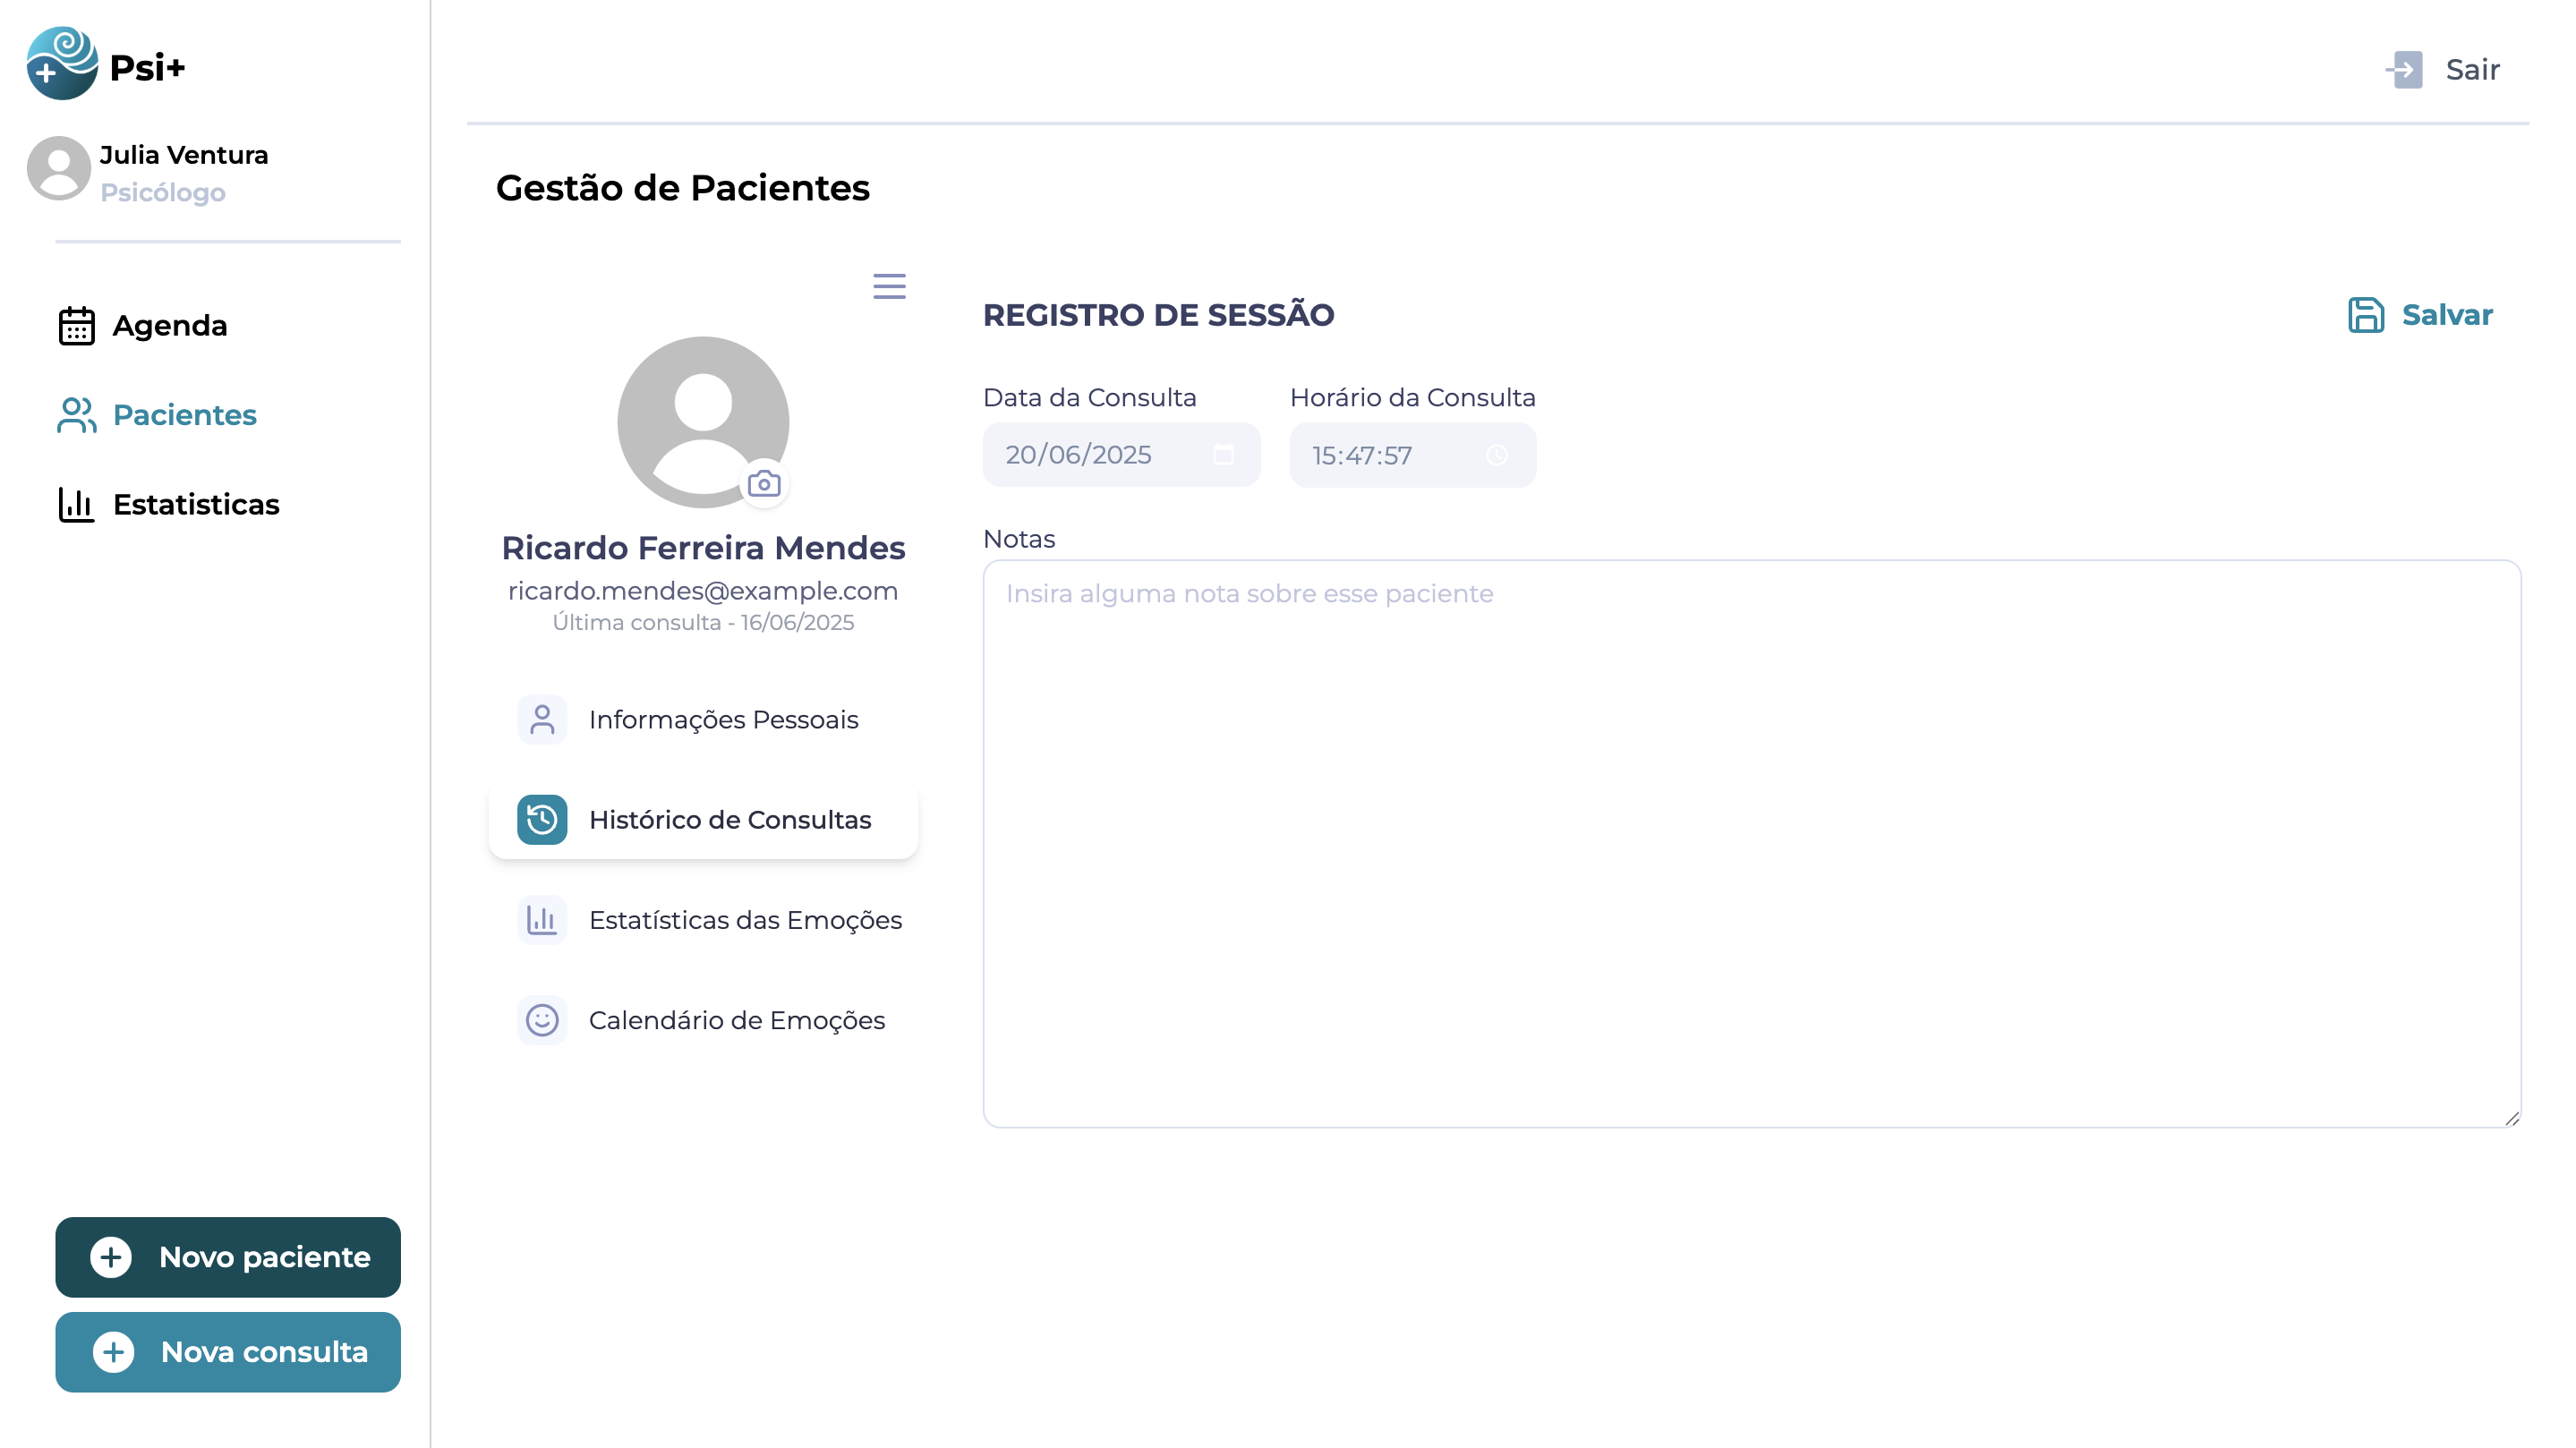 Psi+
Julia Ventura
Psicólogo
Agenda
Pacientes
Estatisticas
Novo paciente
Nova consulta
Sair
Gestão de Pacientes
Ricardo Ferreira Mendes
ricardo.mendes@example.com
Última consulta - 16/06/2025
Informações Pessoais
Histórico de Consultas
Estatísticas das Emoções
Calendário de Emoções
REGISTRO DE SESSÃO
Salvar
Data da Consulta
20/06/2025
Horário da Consulta
15:47:57
Notas
Insira alguma nota sobre esse paciente